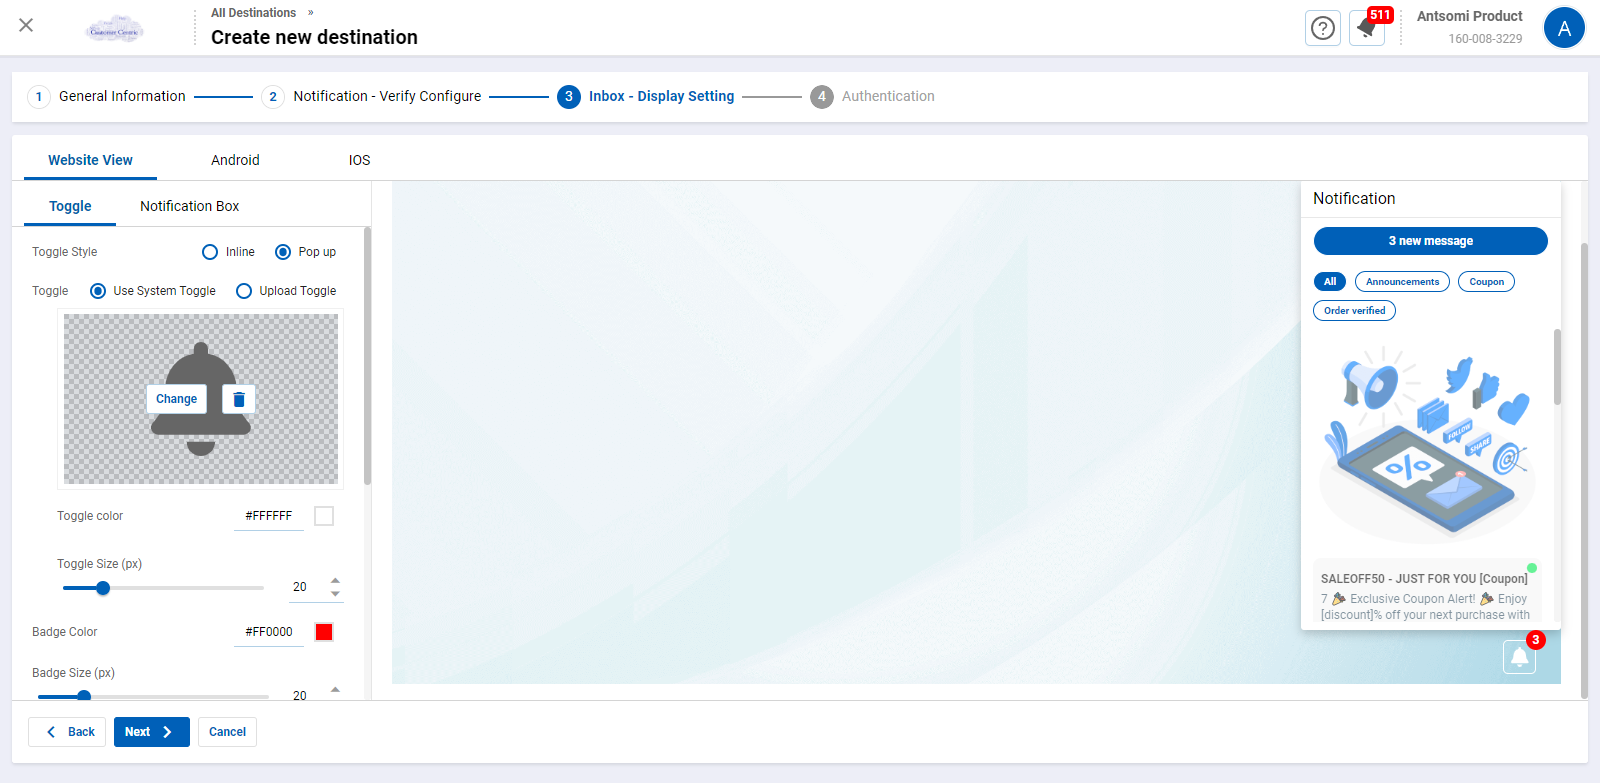 All Destinations »
Create new destination
Customer Centric
511
Antsomi Product
160-008-3229
A
1 General Information
2 Notification - Verify Configure
3 Inbox - Display Setting
4 Authentication
Website View
Android
IOS
Toggle
Notification Box
Toggle Style
Inline
Pop up
Toggle
Use System Toggle
Upload Toggle
Change
Toggle color
#FFFFFF
Toggle Size (px)
20
Badge Color
#FF0000
Badge Size (px)
20
Notification
3 new message
All
Announcements
Coupon
Order verified
%
FOLLOW
SHARE
SALEOFF50 - JUST FOR YOU [Coupon]
7 🎉 Exclusive Coupon Alert! 🎉 Enjoy
[discount]% off your next purchase with
3
Back
Next
Cancel